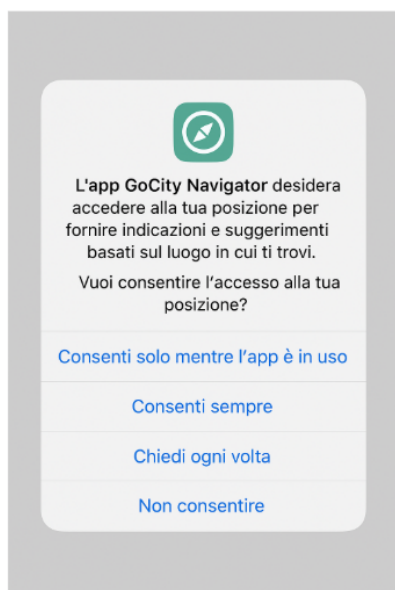 L'app GoCity Navigator desidera
accedere alla tua posizione per
fornire indicazioni e suggerimenti
basati sul luogo in cui ti trovi.
Vuoi consentire l'accesso alla tua
posizione?
Consenti solo mentre l'app è in uso
Consenti sempre
Chiedi ogni volta
Non consentire